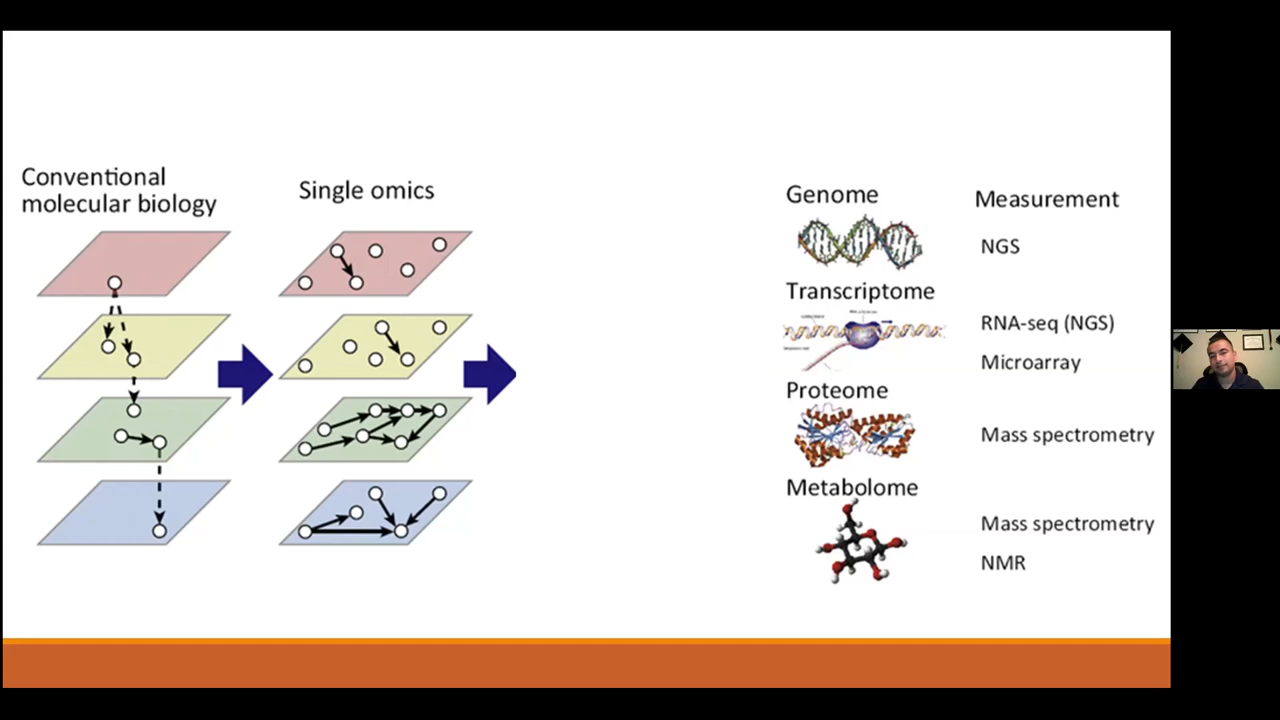 Conventional
molecular biology
Single omics
Genome
Measurement
NGS
Transcriptome
RNA-seq (NGS)
Microarray
Proteome
Mass spectrometry
Metabolome
Mass spectrometry
NMR